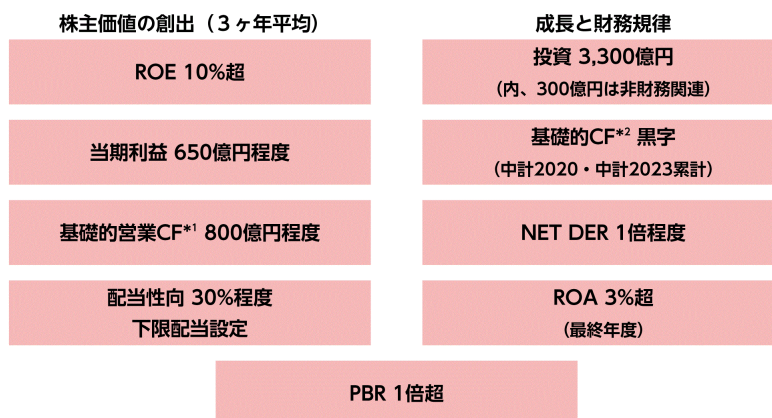 株主価値の創出（３ヶ年平均）
ROE 10%超
当期利益 650億円程度
基礎的営業CF*1 800億円程度
配当性向 30%程度
下限配当設定
成長と財務規律
投資 3,300億円
（内、300億円は非財務関連）
基礎的CF*2 黒字
（中計2020・中計2023累計）
NET DER 1倍程度
ROA 3%超
（最終年度）
PBR 1倍超